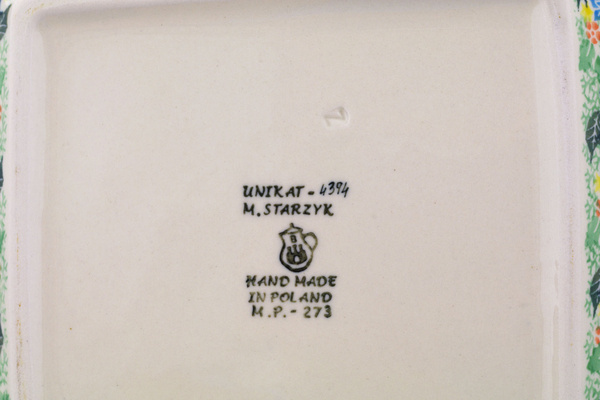 UNIKAT - 4394
M. STARZYK
HAND MADE
IN POLAND
M.P. - 273